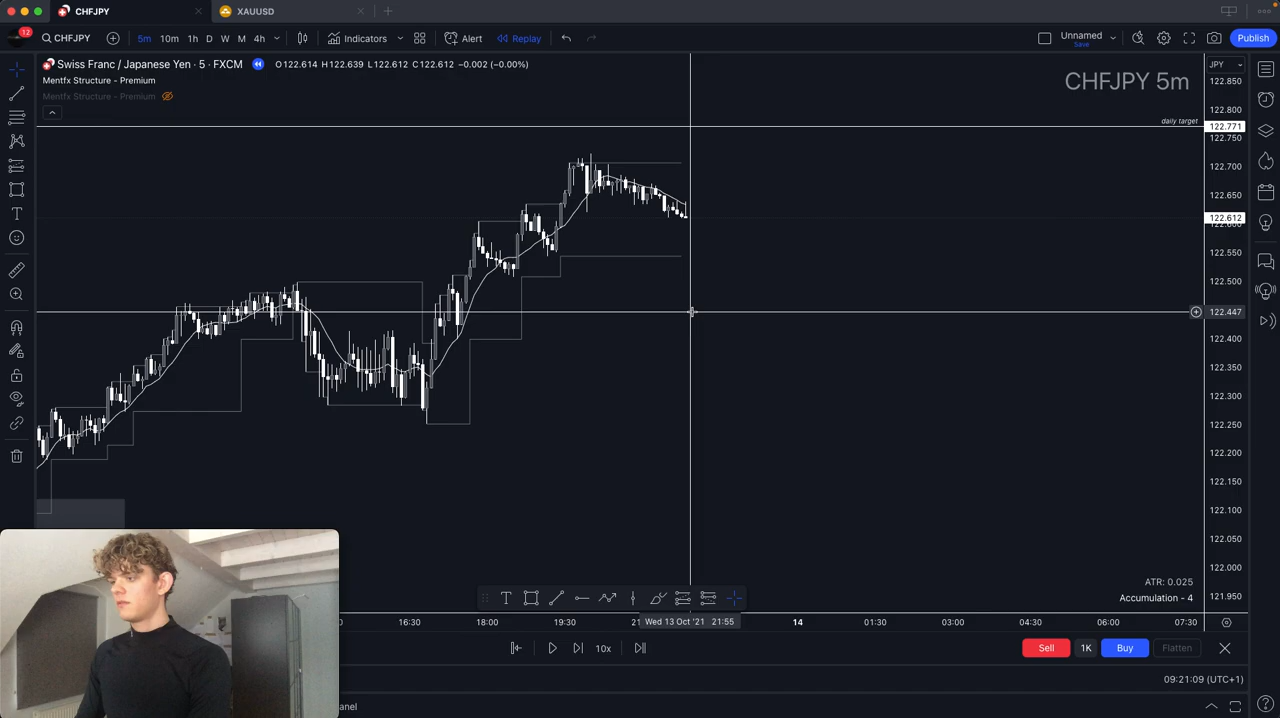 CHFJPY
XAUUSD
12
CHFJPY
5m 10m 1h D W M 4h
Indicators
Alert
Replay
Unnamed
Save
Publish
Swiss Franc / Japanese Yen · 5 · FXCM
O122.614 H122.639 L122.612 C122.612 -0.002 (-0.00%)
Mentfx Structure - Premium
Mentfx Structure - Premium
CHFJPY 5m
JPY
122.850
122.800
daily target
122.771
122.750
122.700
122.650
122.612
122.600
122.550
122.500
122.447
122.400
122.350
122.300
122.250
122.200
122.150
122.100
122.050
122.000
121.950
ATR: 0.025
Accumulation - 4
16:30 18:00 19:30 Wed 13 Oct '21 21:55 14 01:30 03:00 04:30 06:00 07:30
10x
Sell 1K Buy Flatten
09:21:09 (UTC+1)